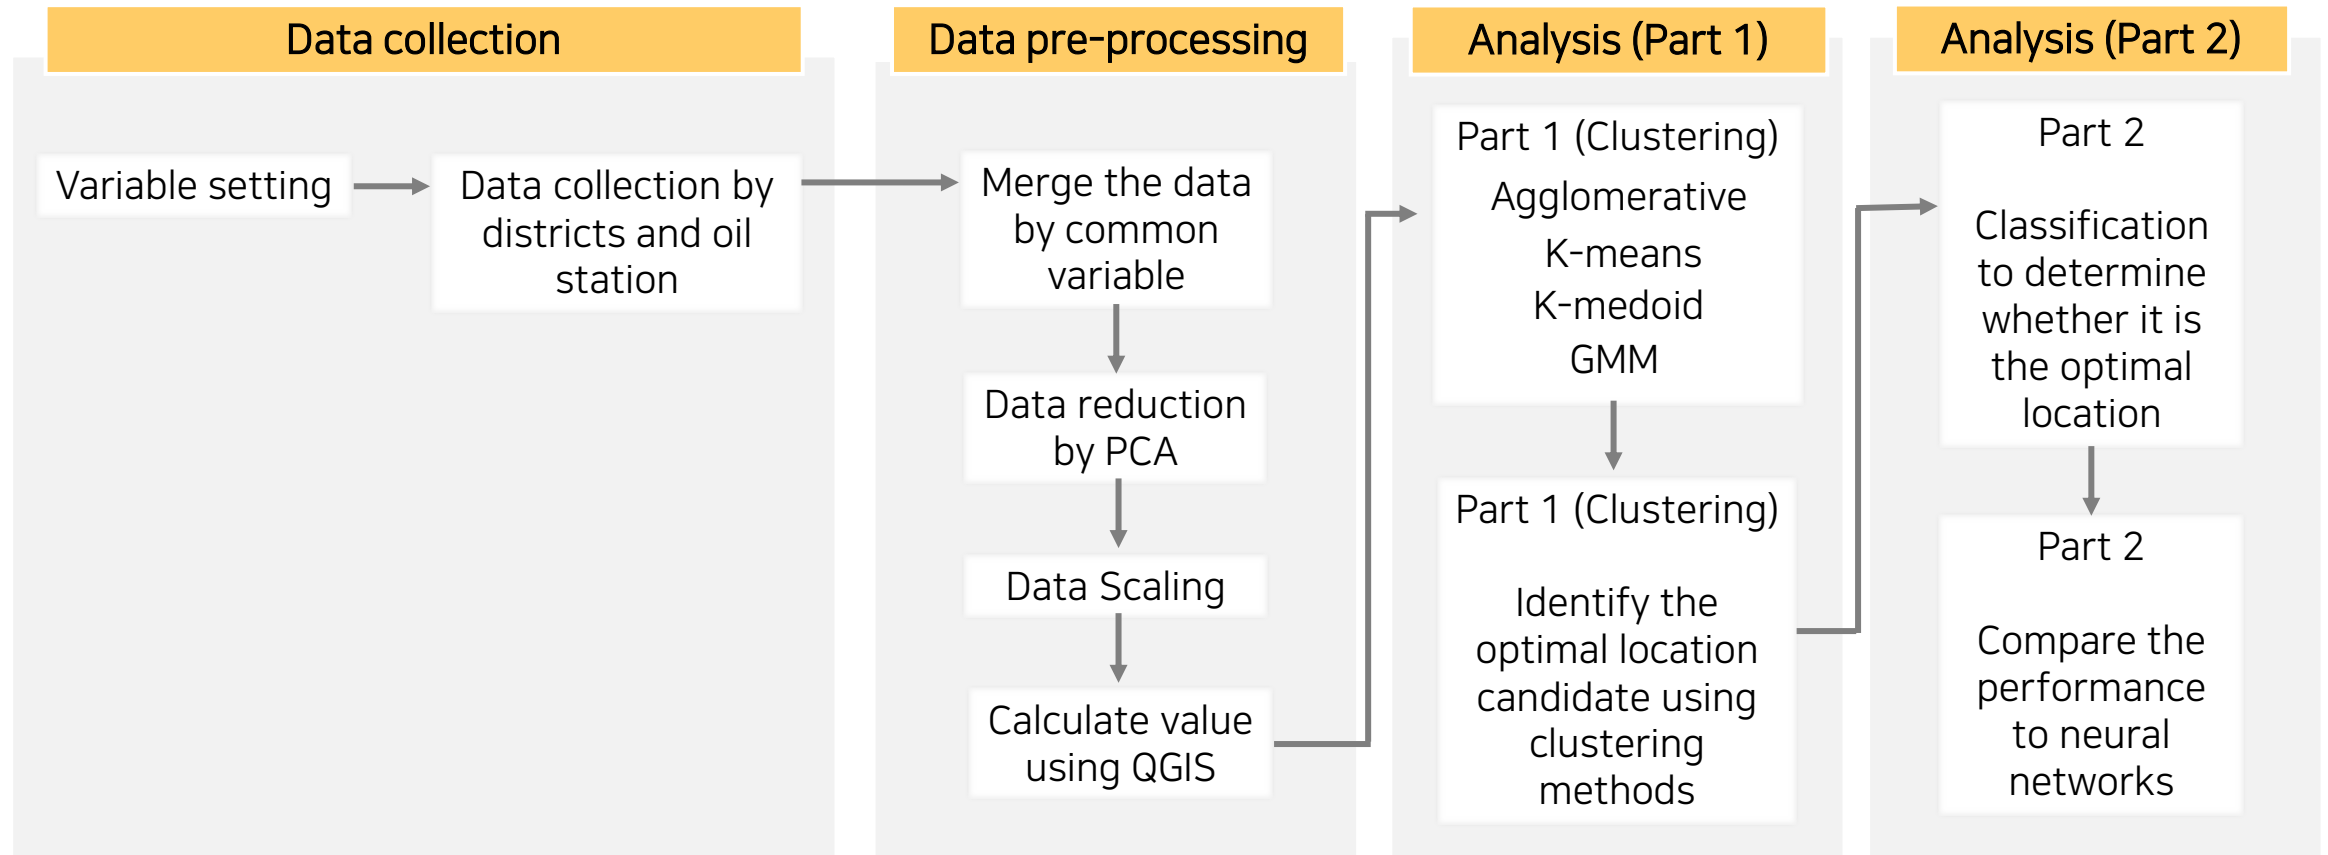 Data collection
Variable setting
Data collection by
districts and oil
station
Data pre-processing
Merge the data
by common
variable
Data reduction
by PCA
Data Scaling
Calculate value
using QGIS
Analysis (Part 1)
Part 1 (Clustering)
Agglomerative
K-means
K-medoid
GMM
Part 1 (Clustering)
Identify the
optimal location
candidate using
clustering
methods
Analysis (Part 2)
Part 2
Classification
to determine
whether it is
the optimal
location
Part 2
Compare the
performance
to neural
networks